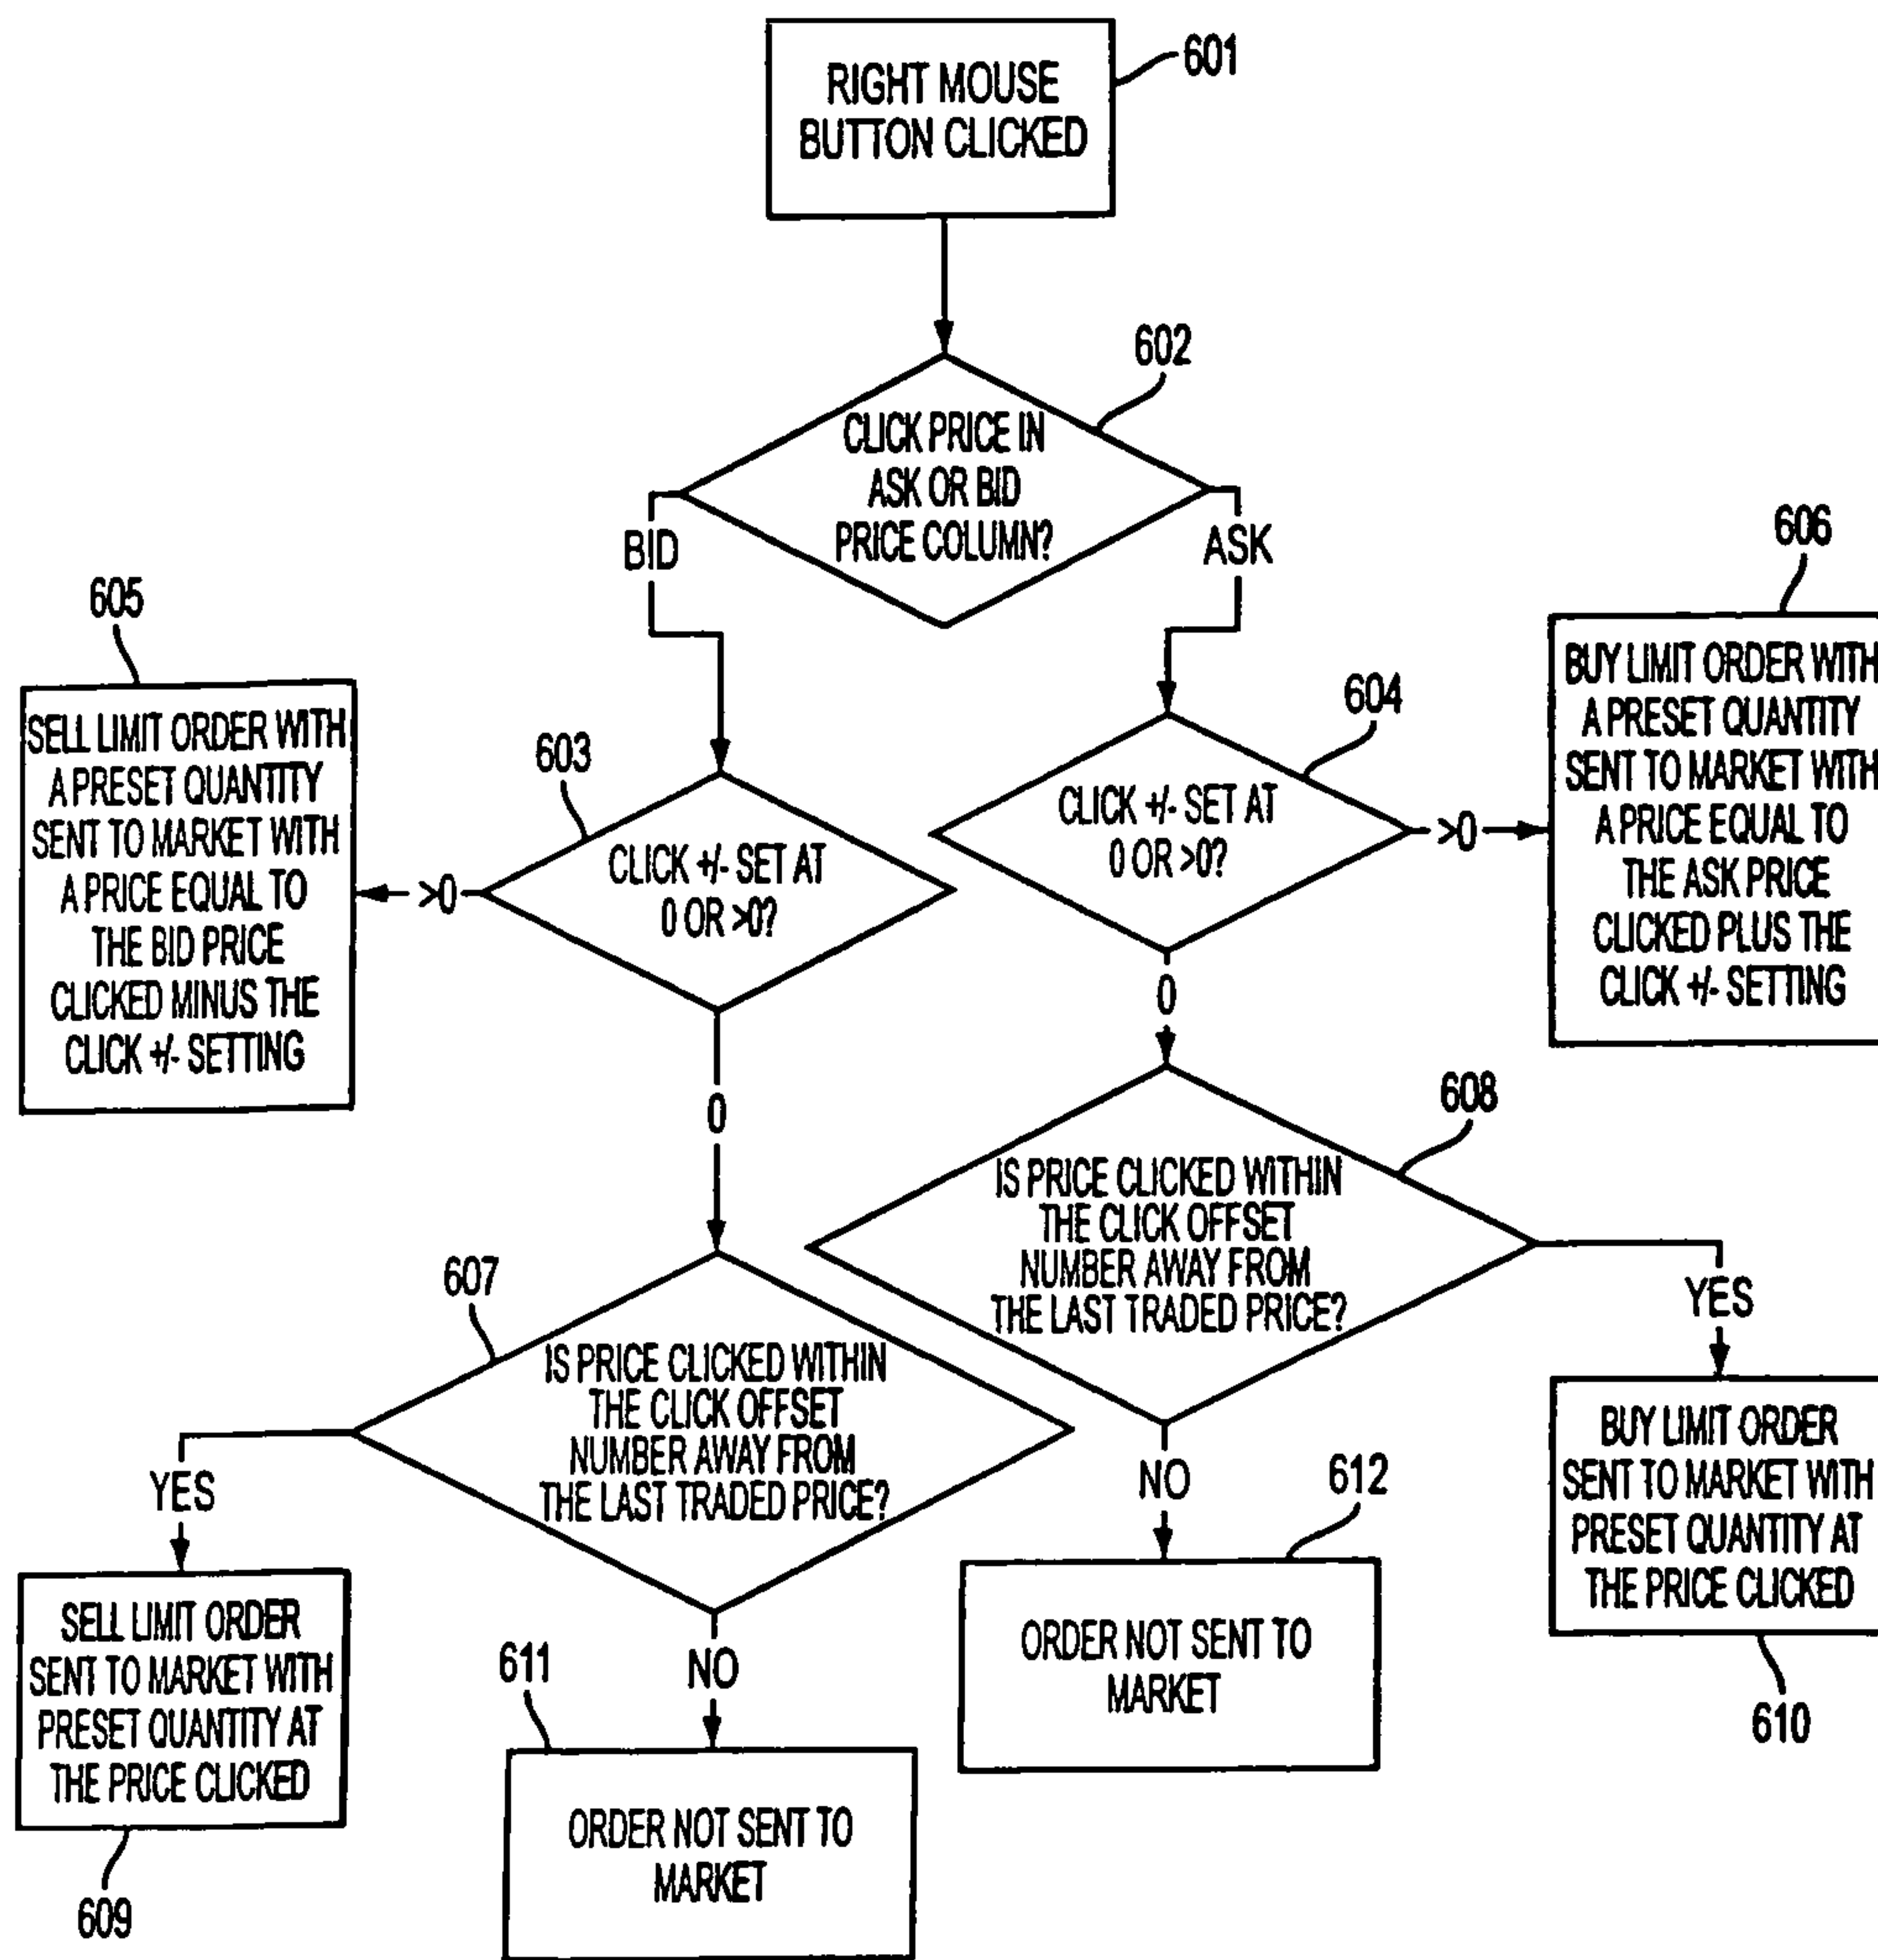 RIGHT MOUSE
BUTTON CLICKED
601
CLICK PRICE IN
ASK OR BID
PRICE COLUMN?
602
BID
ASK
605
SELL LIMIT ORDER WITH
A PRESET QUANTITY
SENT TO MARKET WITH
A PRICE EQUAL TO
THE BID PRICE
CLICKED MINUS THE
CLICK +/- SETTING
603
CLICK +/- SET AT
0 OR >0?
>0
0
604
CLICK +/- SET AT
0 OR >0?
>0
0
606
BUY LIMIT ORDER WITH
A PRESET QUANTITY
SENT TO MARKET WITH
A PRICE EQUAL TO
THE ASK PRICE
CLICKED PLUS THE
CLICK +/- SETTING
608
IS PRICE CLICKED WITHIN
THE CLICK OFFSET
NUMBER AWAY FROM
THE LAST TRADED PRICE?
YES
NO
607
IS PRICE CLICKED WITHIN
THE CLICK OFFSET
NUMBER AWAY FROM
THE LAST TRADED PRICE?
YES
NO
BUY LIMIT ORDER
SENT TO MARKET WITH
PRESET QUANTITY AT
THE PRICE CLICKED
610
612
ORDER NOT SENT TO
MARKET
SELL LIMIT ORDER
SENT TO MARKET WITH
PRESET QUANTITY AT
THE PRICE CLICKED
609
611
ORDER NOT SENT TO
MARKET